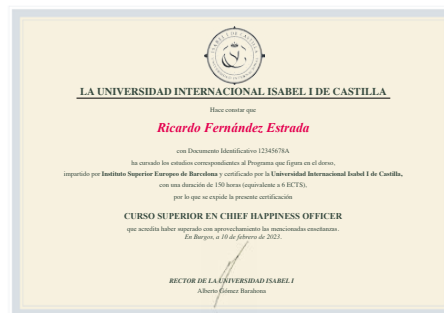 LA UNIVERSIDAD INTERNACIONAL ISABEL I DE CASTILLA
Hace constar que
Ricardo Fernández Estrada
con Documento Identificativo 12345678A
ha cursado los estudios correspondientes al Programa que figura en el dorso,
impartido por Instituto Superior Europeo de Barcelona y certificado por la Universidad Internacional Isabel I de Castilla,
con una duración de 150 horas (equivalente a 6 ECTS),
por lo que se expide la presente certificación
CURSO SUPERIOR EN CHIEF HAPPINESS OFFICER
que acredita haber superado con aprovechamiento las mencionadas enseñanzas.
En Burgos, a 10 de febrero de 2023.
RECTOR DE LA UNIVERSIDAD ISABEL I
Alberto Gómez Barahona